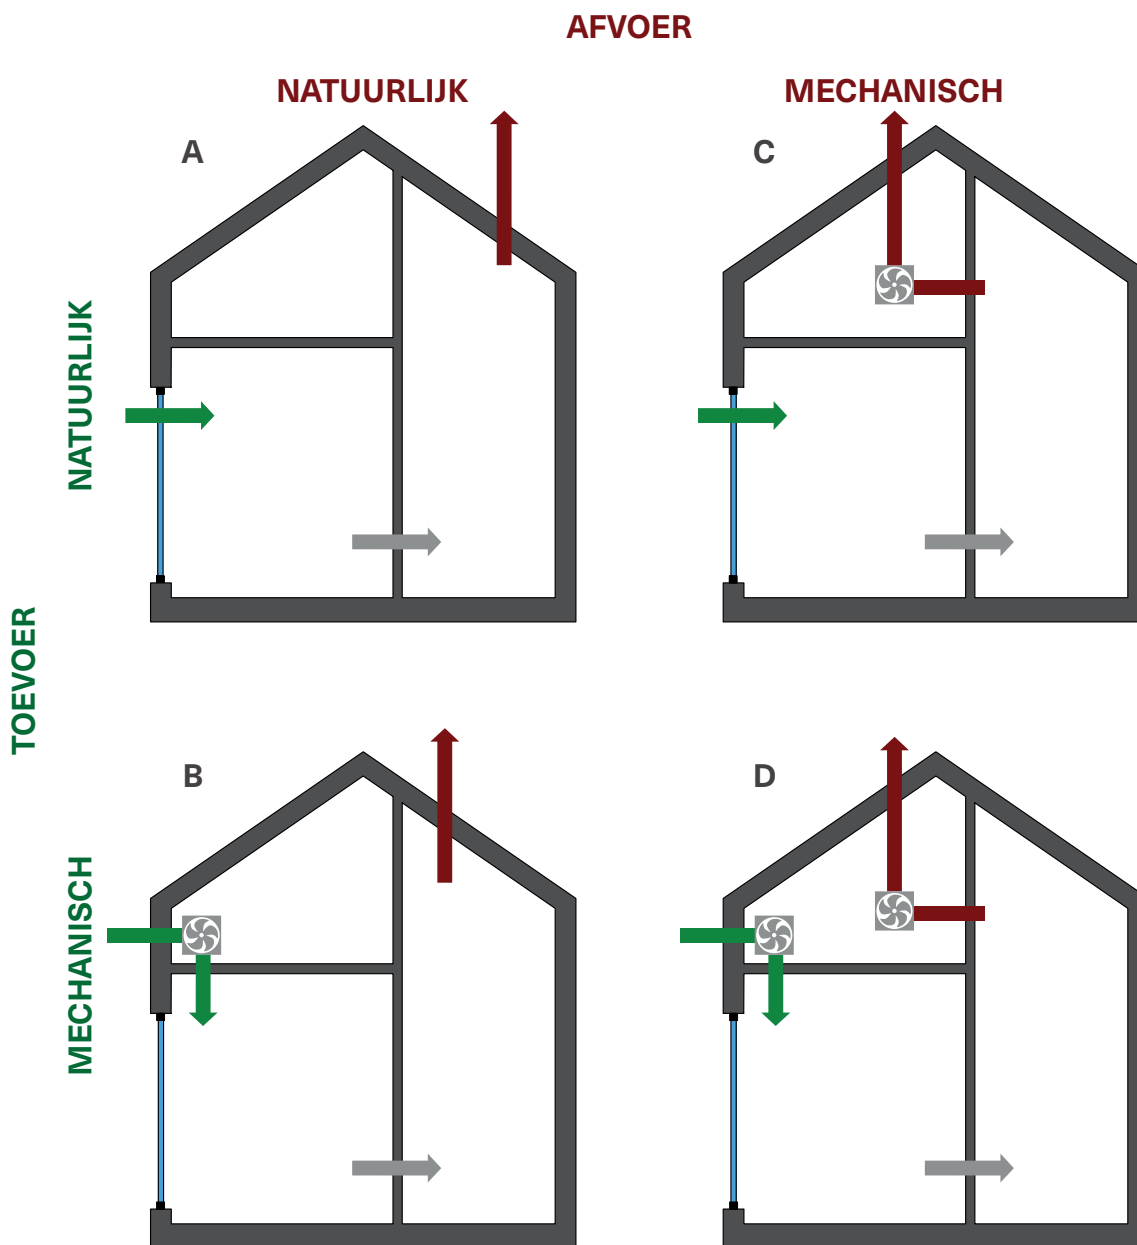 AFVOER
NATUURLIJK
MECHANISCH
A
C
NATUURLIJK
TOEVOER
B
D
MECHANISCH